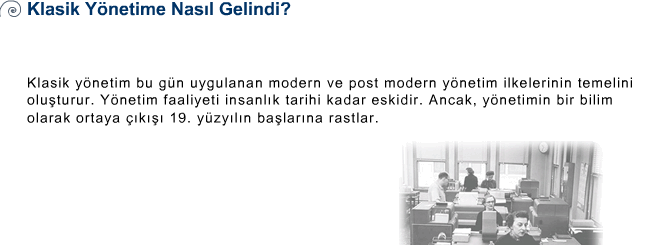 Klasik Yönetime Nasıl Gelindi?
Klasik yönetim bu gün uygulanan modern ve post modern yönetim ilkelerinin temelini
oluşturur. Yönetim faaliyeti insanlık tarihi kadar eskidir. Ancak, yönetimin bir bilim
olarak ortaya çıkışı 19. yüzyılın başlarına rastlar.